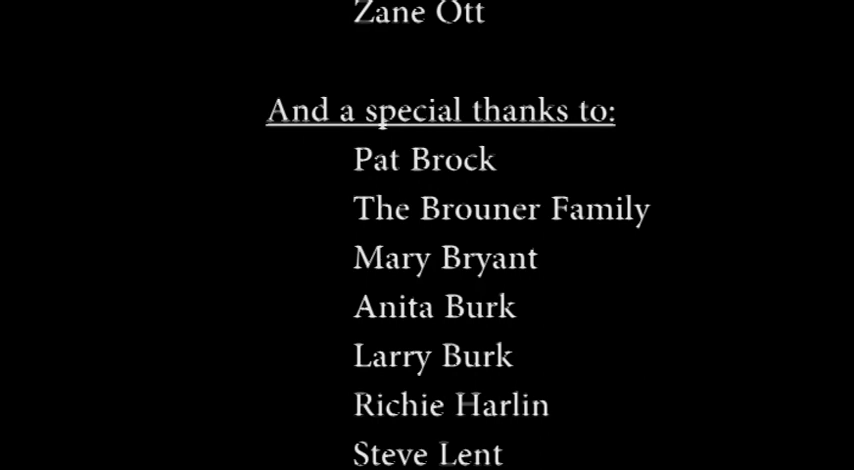 Zane Ott
And a special thanks to:
Pat Brock
The Brouner Family
Mary Bryant
Anita Burk
Larry Burk
Richie Harlin
Steve Lent